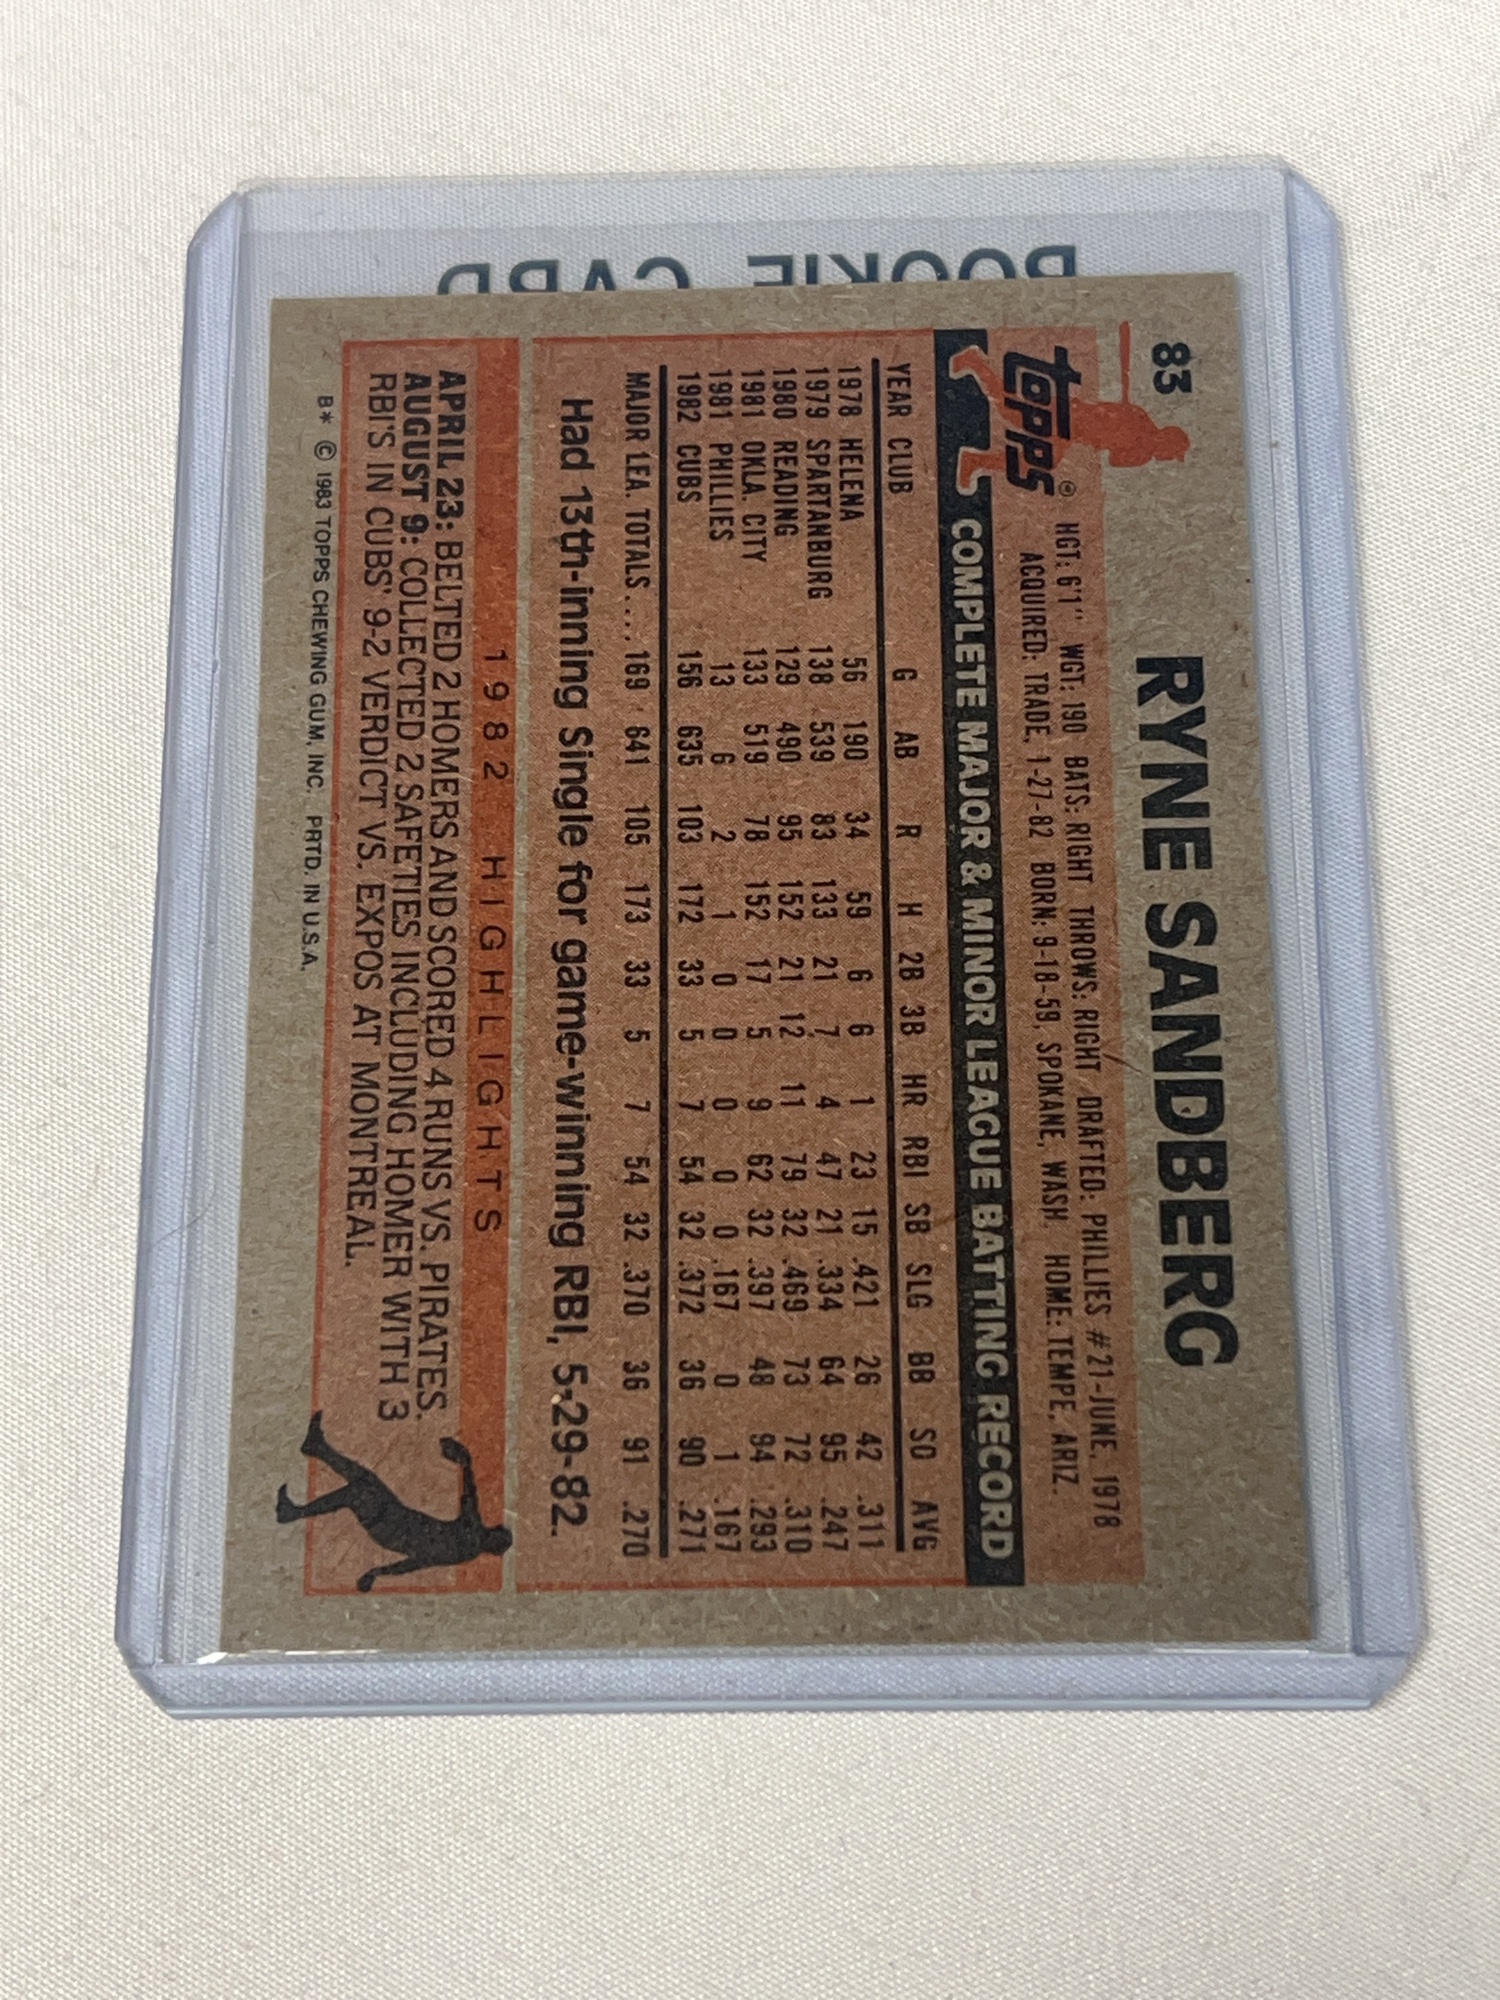 ROOKIE CARD
83
RYNE SANDBERG
topps®
HGT: 6'1" WGT: 190 BATS: RIGHT THROWS: RIGHT DRAFTED: PHILLIES #21-JUNE, 1978
ACQUIRED: TRADE, 1-27-82 BORN: 9-18-59, SPOKANE, WASH. HOME: TEMPE, ARIZ.
COMPLETE MAJOR & MINOR LEAGUE BATTING RECORD
YEAR CLUB G AB R H 2B 3B HR RBI SB SLG BB SO AVG
1978 HELENA 56 190 34 59 6 6 1 23 15 .421 26 42 .311
1979 SPARTANBURG 138 539 83 133 21 7 4 47 21 .334 64 95 .247
1980 READING 129 490 95 152 21 12 11 79 32 .469 73 72 .310
1981 OKLA. CITY 133 519 78 152 17 5 9 62 32 .397 48 94 .293
1981 PHILLIES 13 6 2 1 0 0 0 0 0 .167 0 1 .167
1982 CUBS 156 635 103 172 33 5 7 54 32 .372 36 90 .271
MAJOR LEA. TOTALS.... 169 641 105 173 33 5 7 54 32 .370 36 91 .270
Had 13th-inning Single for game-winning RBI, 5-29-82.
1982 HIGHLIGHTS
APRIL 23: BELTED 2 HOMERS AND SCORED 4 RUNS VS. PIRATES.
AUGUST 9: COLLECTED 2 SAFETIES INCLUDING HOMER WITH 3
RBI'S IN CUBS' 9-2 VERDICT VS. EXPOS AT MONTREAL.
B* © 1983 TOPPS CHEWING GUM, INC. PRTD. IN U.S.A.